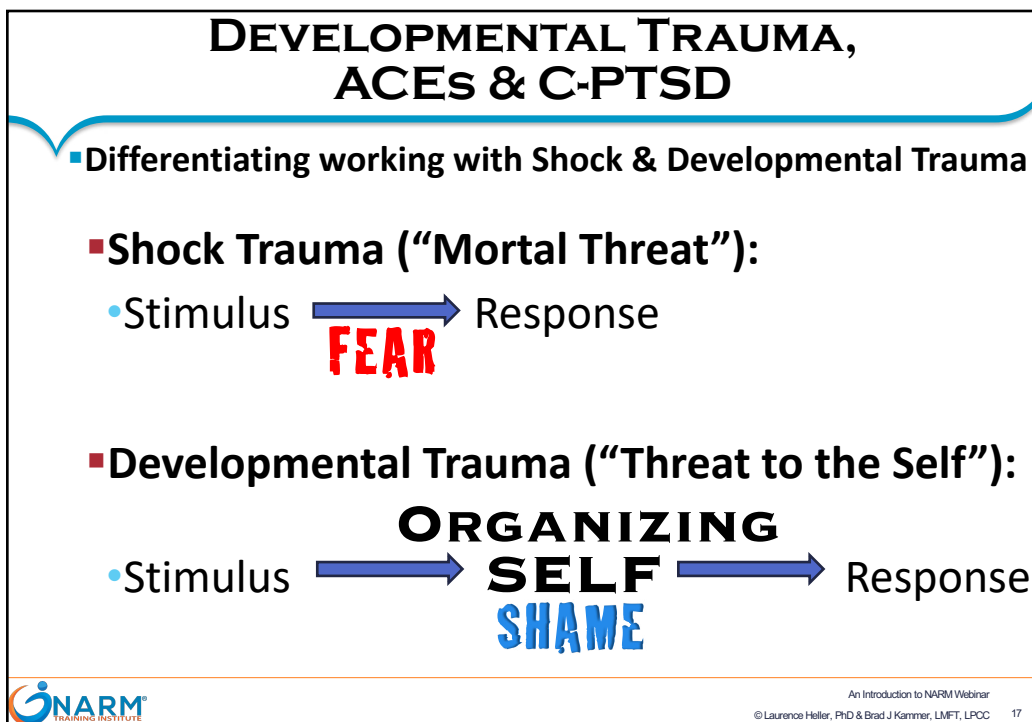 Developmental Trauma,
ACEs & C-PTSD
▪Differentiating working with Shock & Developmental Trauma
▪Shock Trauma (“Mortal Threat”):
•Stimulus Response
FEAR
▪Developmental Trauma (“Threat to the Self”):
Organizing
•Stimulus Self Response
SHAME
NARM®
TRAINING INSTITUTE
An Introduction to NARM Webinar
© Laurence Heller, PhD & Brad J Kammer, LMFT, LPCC 17